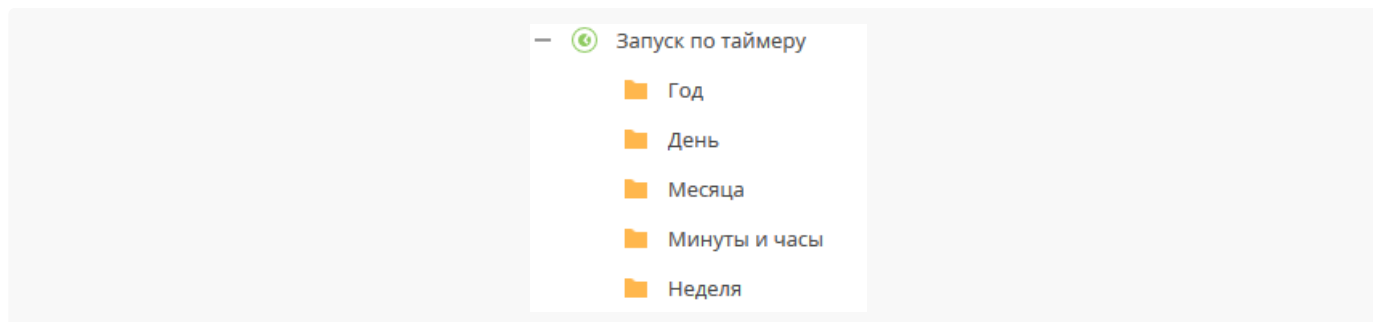 Запуск по таймеру
Год
День
Месяца
Минуты и часы
Неделя